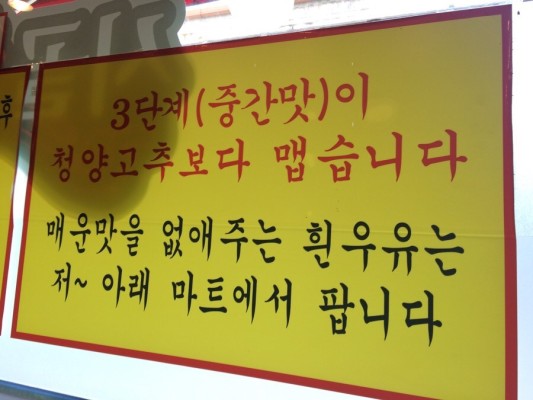 3단계(중간맛)이
청양고추보다 맵습니다
매운맛을 없애주는 흰우유는
저~ 아래 마트에서 팝니다
후